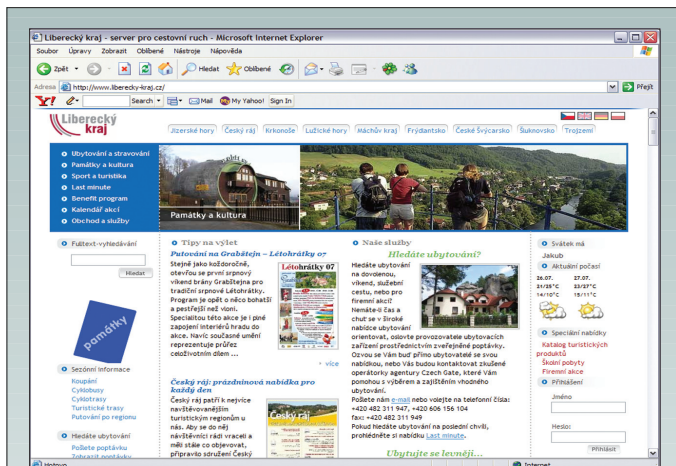 Liberecký kraj - server pro cestovní ruch - Microsoft Internet Explorer
Soubor Úpravy Zobrazit Oblíbené Nástroje Nápověda
Zpět Hledat Oblíbené
Adresa http://www.liberecky-kraj.cz/ Přejít
Y! Search Mail My Yahoo! Sign In
Liberecký
kraj
Jizerské hory Český ráj Krkonoše Lužické hory Máchův kraj Frýdlantsko České Švýcarsko Šluknovsko Trojzemí
Ubytování a stravování
Památky a kultura
Sport a turistika
Last minute
Benefit program
Kalendář akcí
Obchod a služby
Památky a kultura
Fulltext-vyhledávání
Hledat
památky
Sezónní informace
Koupání
Cyklobusy
Cyklotrasy
Turistické trasy
Putování po regionu
Hledáte ubytování
Pošlete poptávku
Zobrazit poptávku
Tipy na výlet
Putování na Grabštejn – Létohrátky 07
Stejně jako každoročně,
otevřou se první srpnový
víkend brány Grabštejna pro
tradiční srpnové Létohrátky.
Program je opět o něco bohatší
a pestřejší než vloni.
Specialitou této akce je i plné
zapojení interiérů hradu do
akce. Navíc současné umění
reprezentuje průřez
celoživotním dílem ...
Létohrátky 07
více
Český ráj: prázdninová nabídka pro
každý den
Český ráj patří k nejvíce
navštěvovanějším
turistickým regionům u
nás. Aby se do něj
návštěvníci rádi vraceli a
měli stále co objevovat,
připravilo sdružení Český
Český ráj
Naše služby
Hledáte ubytování?
Hledáte ubytování
na dovolenou,
víkend, služební
cestu, nebo pro
firemní akci?
Nemáte-li čas a
chuť se v široké
nabídce ubytování
orientovat, oslovte provozovatele ubytovacích
zařízení prostřednictvím zveřejněné poptávky.
Ozvou se Vám buď přímo ubytovatelé se svou
nabídkou, nebo Vás budou kontaktovat zkušené
operátorky agentury Czech Gate, které Vám
pomohou s výběrem a zajištěním vhodného
ubytování.
Pošlete nám e-mail nebo volejte na telefonní čísla:
+420 482 311 947, +420 606 156 104
fax: +420 482 311 949
Pokud hledáte ubytování na poslední chvíli,
prohlédněte si nabídku Last minute.
Ubytujte se levněji...
Svátek má
Jakub
Aktuální počasí
26.07. 27.07.
21/25°C 23/27°C
14/10°C 15/11°C
Speciální nabídky
Katalog turistických
produktů
Školní pobyty
Firemní akce
Přihlášení
Jméno
Heslo:
Přihlásit
Hotovo Internet